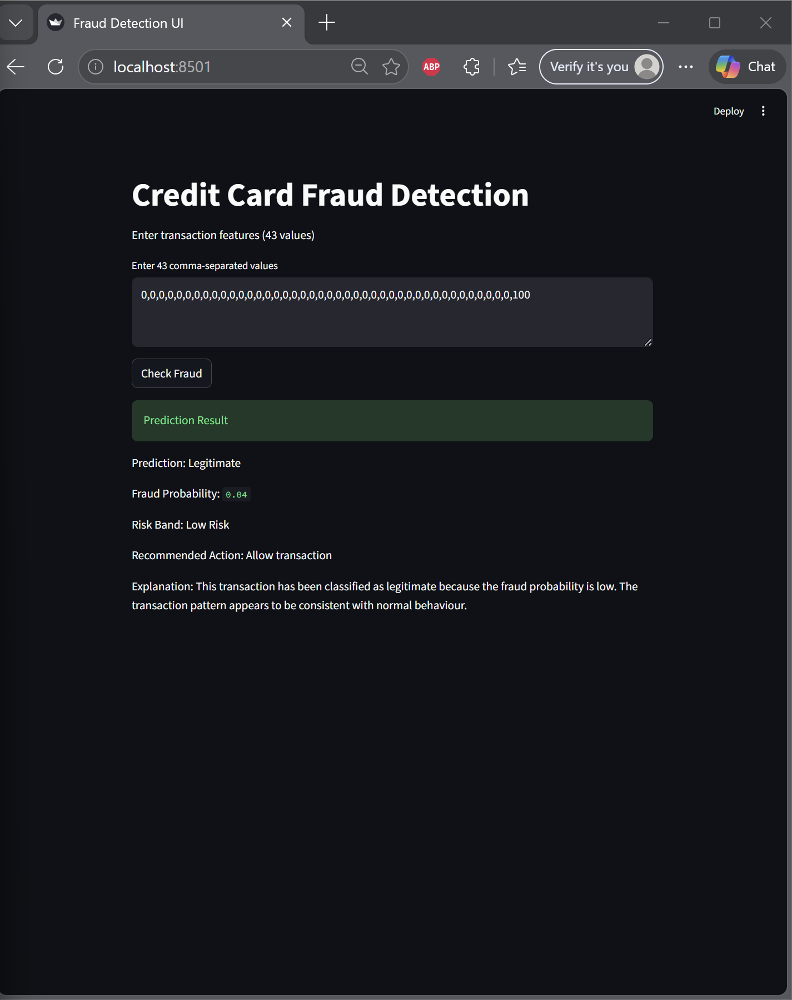 Fraud Detection UI
localhost:8501
ABP
Verify it's you
Chat
Deploy
Credit Card Fraud Detection
Enter transaction features (43 values)
Enter 43 comma-separated values
0,0,0,0,0,0,0,0,0,0,0,0,0,0,0,0,0,0,0,0,0,0,0,0,0,0,0,0,0,0,0,0,0,0,0,0,0,0,0,0,0,0,100
Check Fraud
Prediction Result
Prediction: Legitimate
Fraud Probability: 0.04
Risk Band: Low Risk
Recommended Action: Allow transaction
Explanation: This transaction has been classified as legitimate because the fraud probability is low. The
transaction pattern appears to be consistent with normal behaviour.